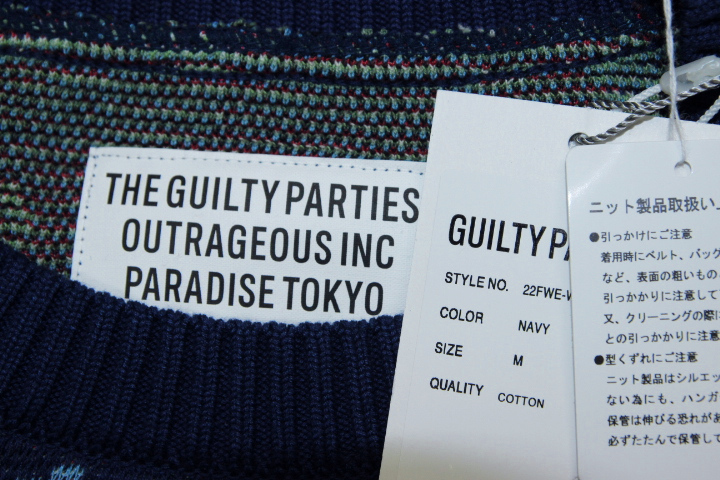 THE GUILTY PARTIES
OUTRAGEOUS INC
PARADISE TOKYO
GUILTY PA
STYLE NO. 22FWE-W
COLOR NAVY
SIZE M
QUALITY COTTON
ニット製品取扱い上
●引っかけにご注意
着用時にベルト、バッグ
など、表面の粗いもの
引っかかりに注意して
又、クリーニングの際に
との引っかかりに注意
●型くずれにご注意
ニット製品はシルエッ
ない為にも、ハンガ
保管は伸びる恐れがあ
必ずたたんで保管して